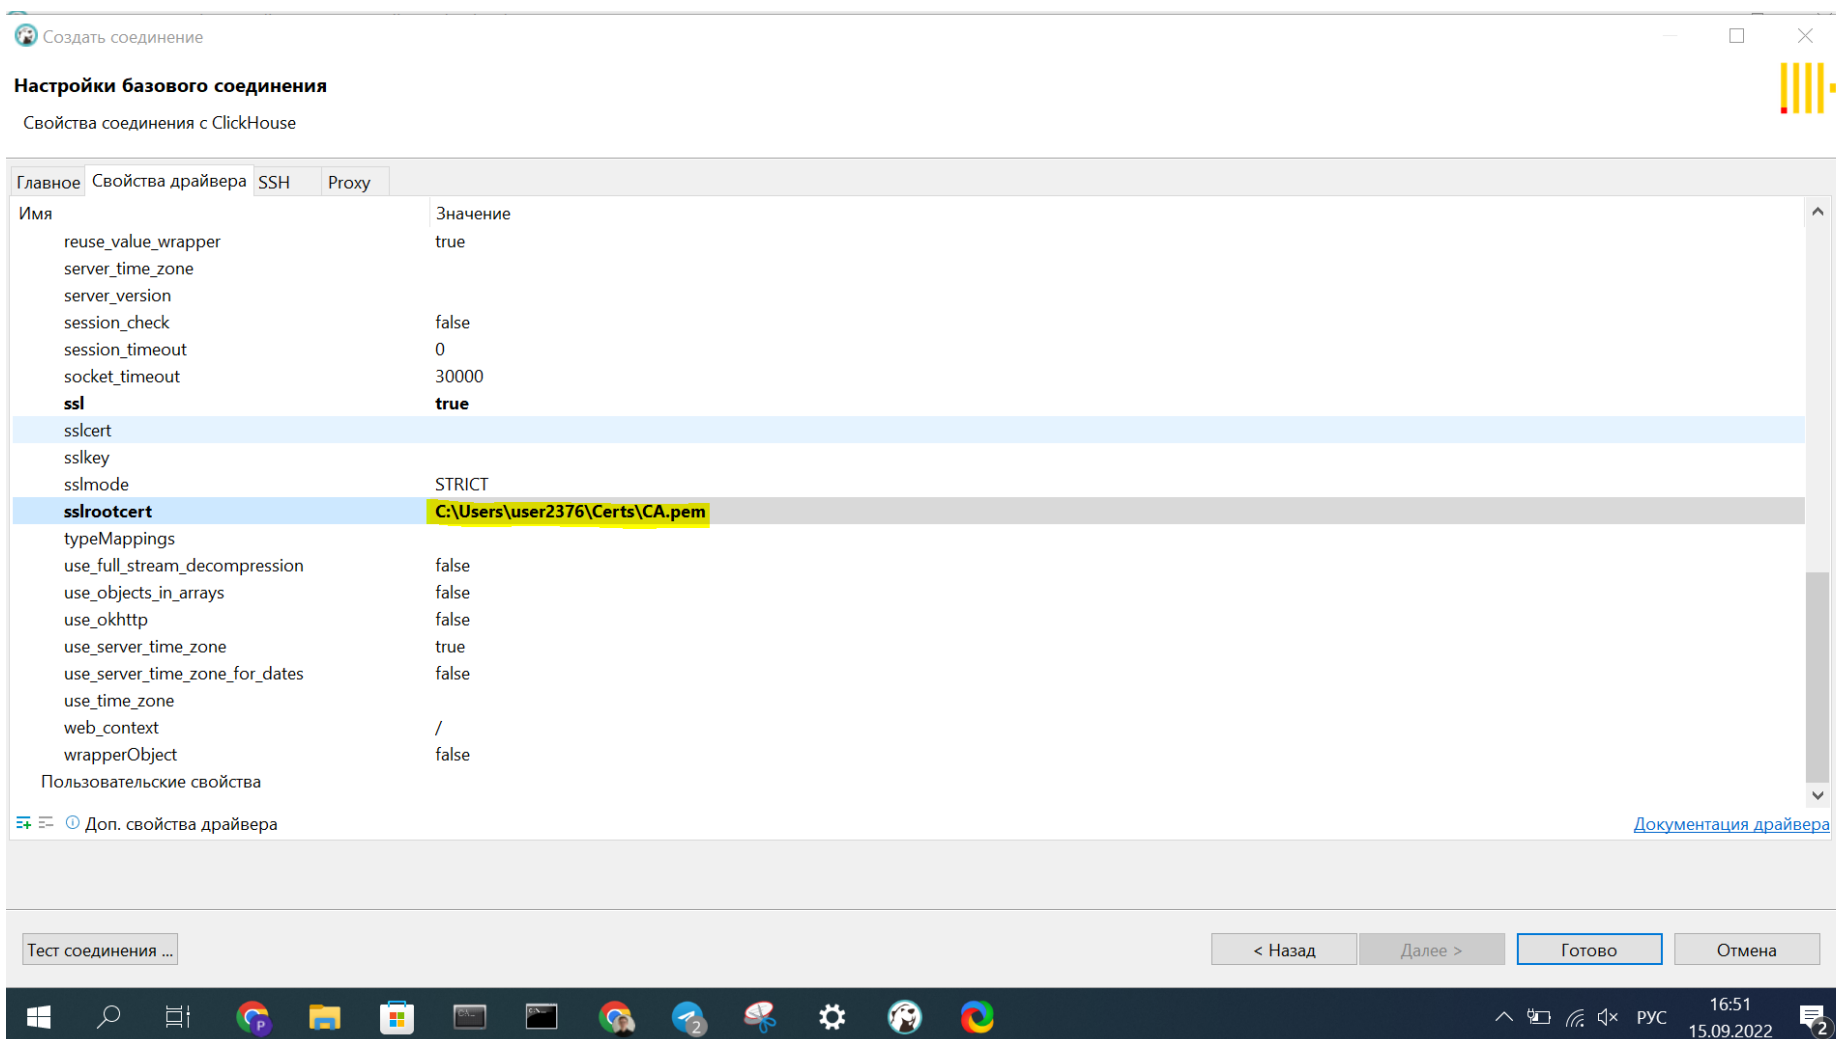 Создать соединение
Настройки базового соединения
Свойства соединения с ClickHouse
Главное Свойства драйвера SSH Proxy
Имя Значение
reuse_value_wrapper true
server_time_zone
server_version
session_check false
session_timeout 0
socket_timeout 30000
ssl true
sslcert
sslkey
sslmode STRICT
sslrootcert C:\Users\user2376\Certs\CA.pem
typeMappings
use_full_stream_decompression false
use_objects_in_arrays false
use_okhttp false
use_server_time_zone true
use_server_time_zone_for_dates false
use_time_zone
web_context /
wrapperObject false
Пользовательские свойства
Доп. свойства драйвера Документация драйвера
Тест соединения ... < Назад Далее > Готово Отмена
P 2 РУС 16:51
15.09.2022 2